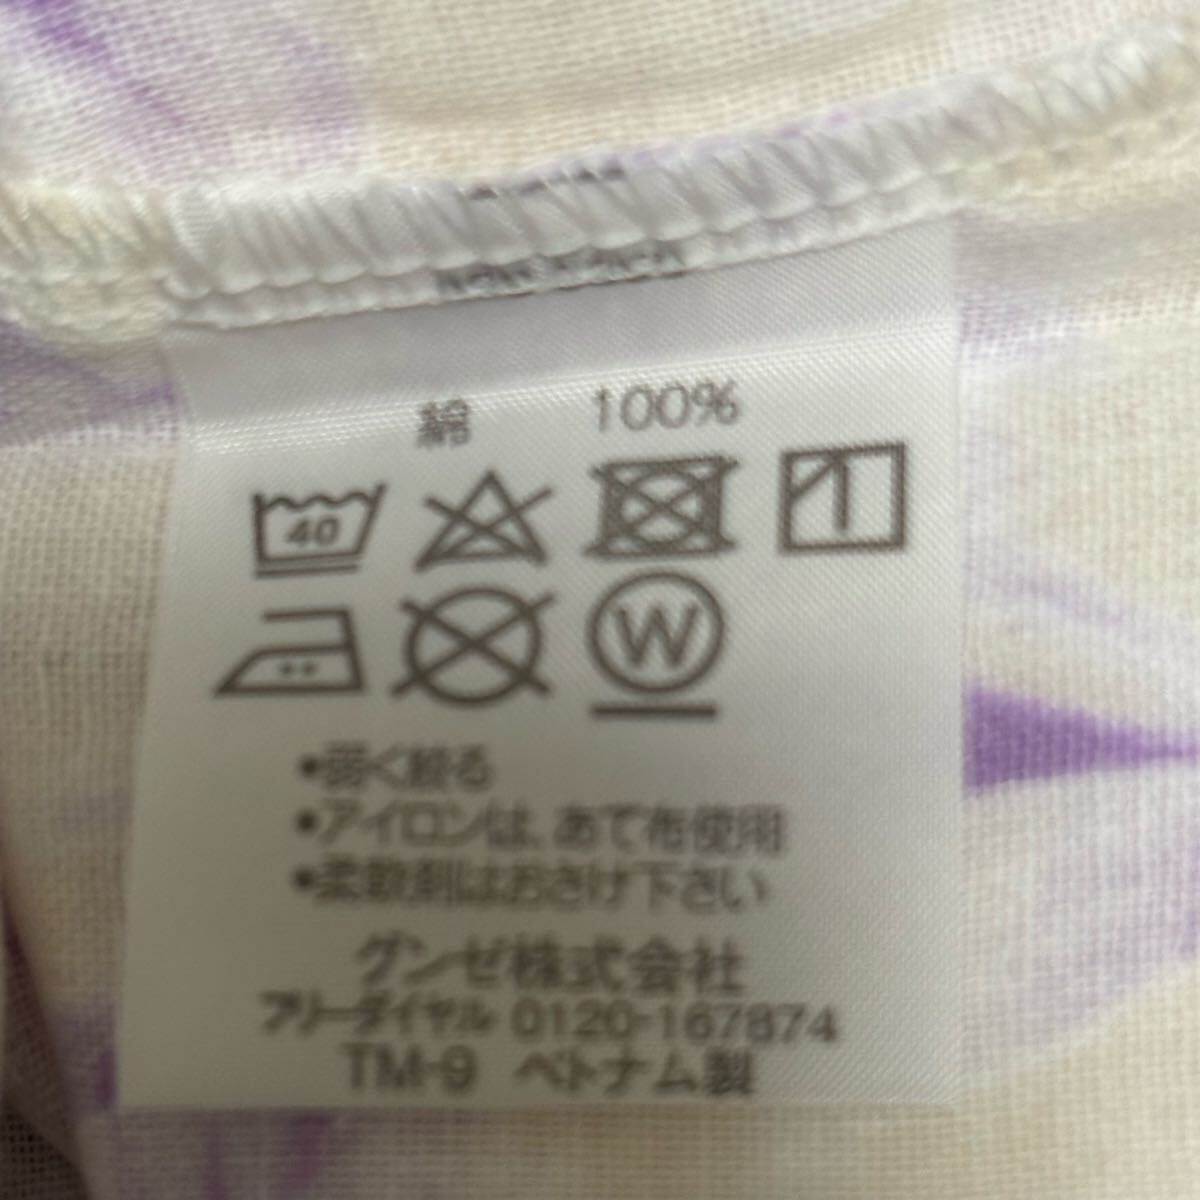 綿 100%
40
W
•弱く絞る
•アイロンは、あて布使用
•柔軟剤はおさけ下さい
グンゼ株式会社
フリーダイヤル 0120-167874
TM-9 ベトナム製